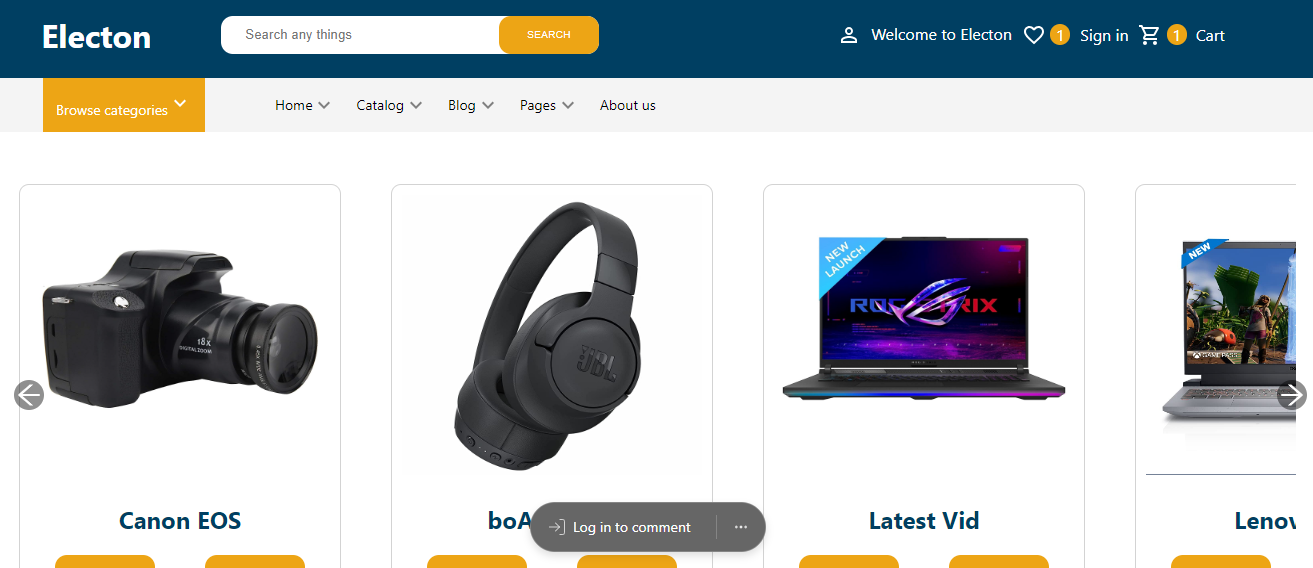 Electon
Search any things
SEARCH
Welcome to Electon
1
Sign in
1
Cart
Browse categories
Home
Catalog
Blog
Pages
About us
18x
DIGITAL ZOOM
JBL
NEW
LAUNCH
ROG
NEW
GAME PASS
Canon EOS
boA
Latest Vid
Lenov
Log in to comment